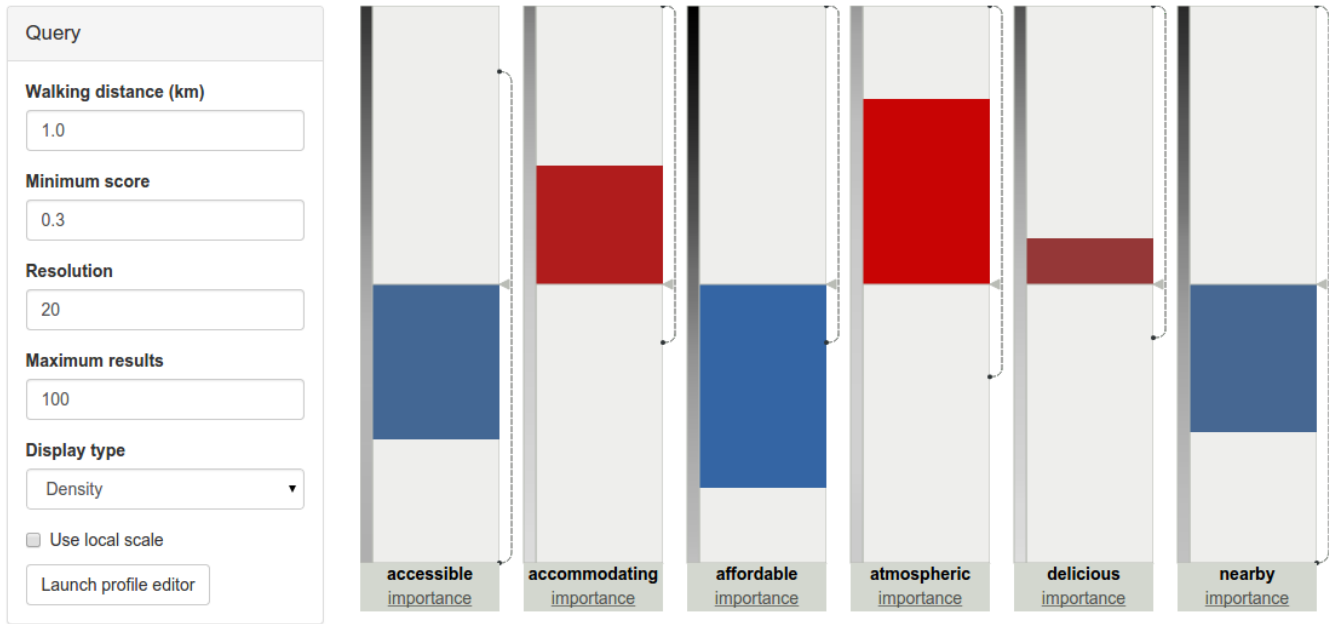 Query
Walking distance (km)
1.0
Minimum score
0.3
Resolution
20
Maximum results
100
Display type
Density
Use local scale
Launch profile editor
accessible
importance
accommodating
importance
affordable
importance
atmospheric
importance
delicious
importance
nearby
importance